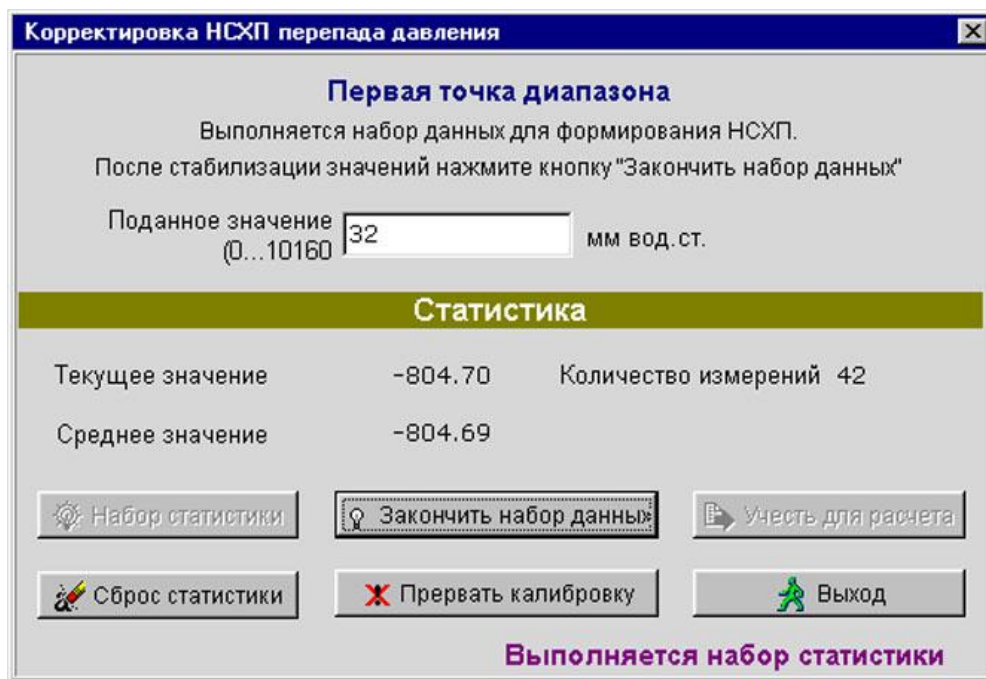 Корректировка НСХП перепада давления
Первая точка диапазона
Выполняется набор данных для формирования НСХП.
После стабилизации значений нажмите кнопку "Закончить набор данных"
Поданное значение
(0...10160
32
мм вод.ст.
Статистика
Текущее значение -804.70 Количество измерений 42
Среднее значение -804.69
Набор статистики Закончить набор данных Учесть для расчета
Сброс статистики Прервать калибровку Выход
Выполняется набор статистики